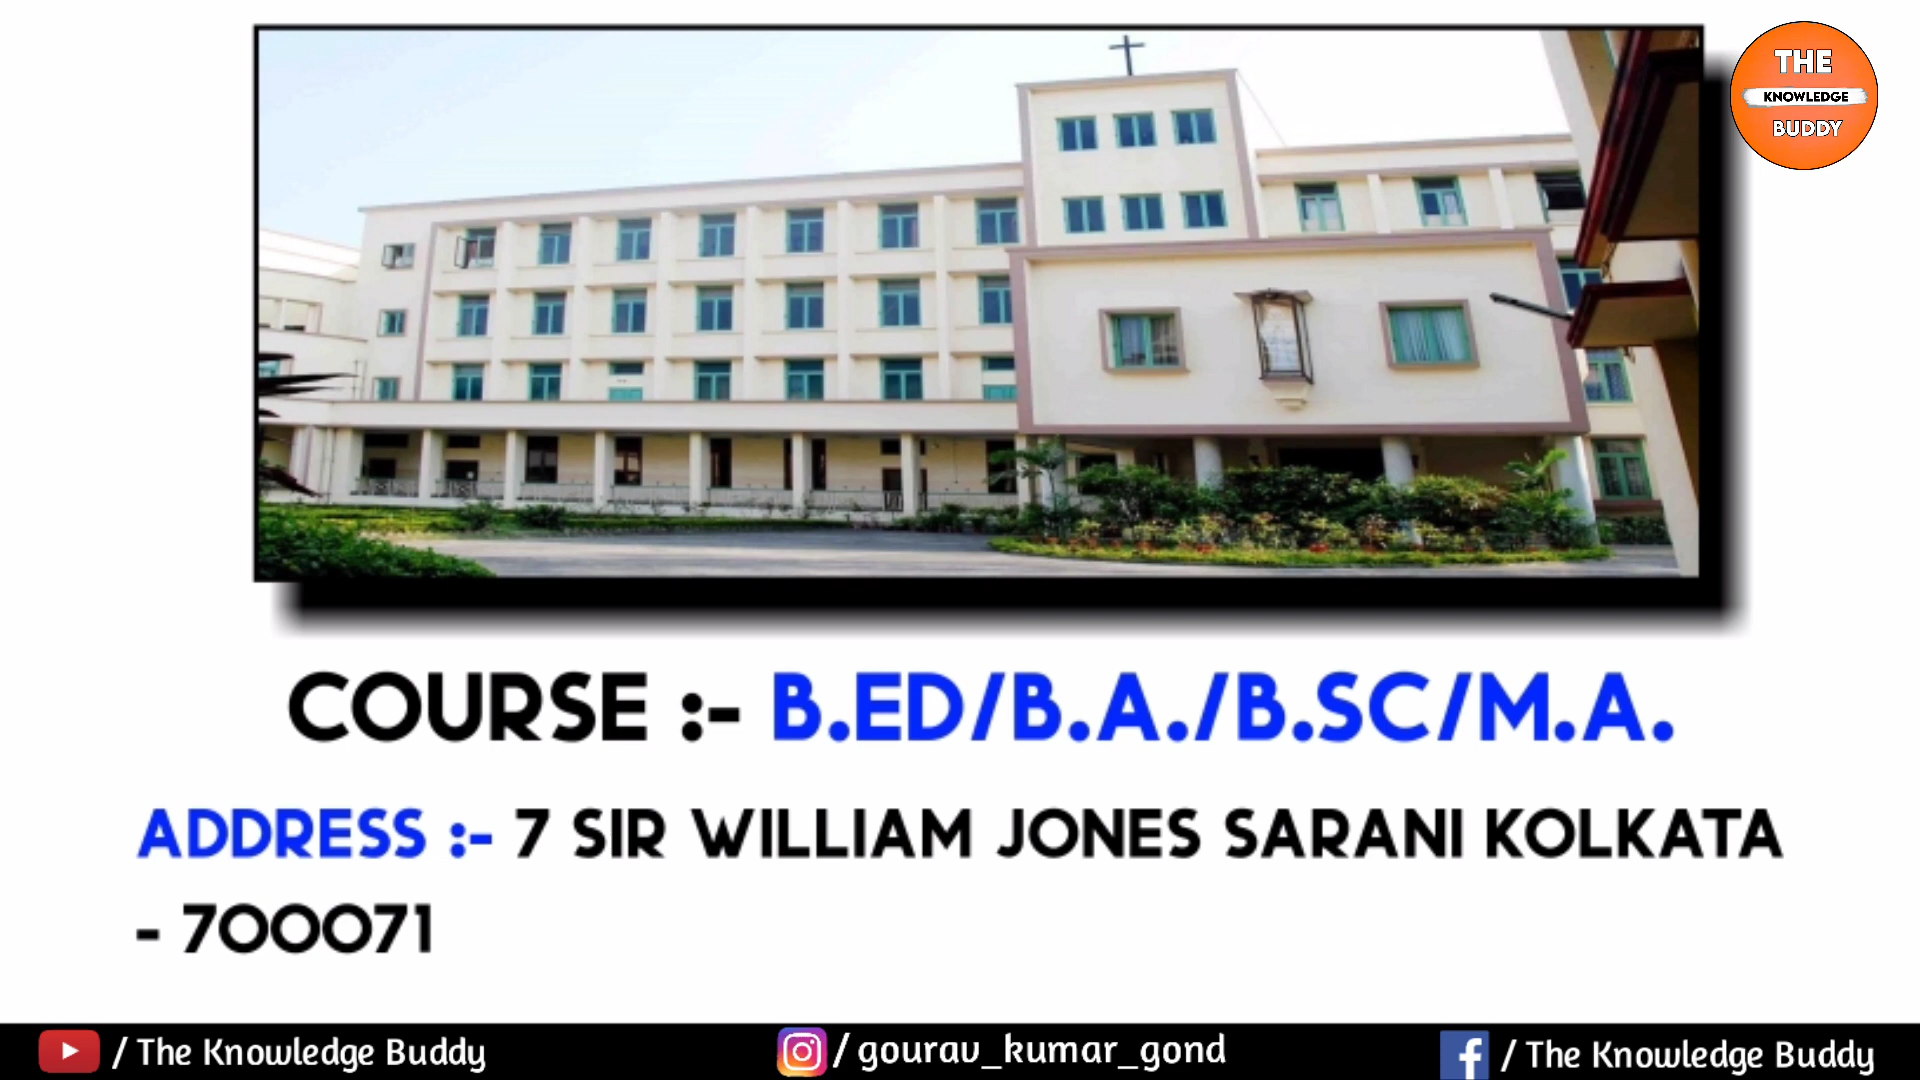 THE
KNOWLEDGE
BUDDY
COURSE :- B.ED/B.A./B.SC/M.A.
ADDRESS :- 7 SIR WILLIAM JONES SARANI KOLKATA
- 700071
/ The Knowledge Buddy
/ gourav_kumar_gond
/ The Knowledge Buddy